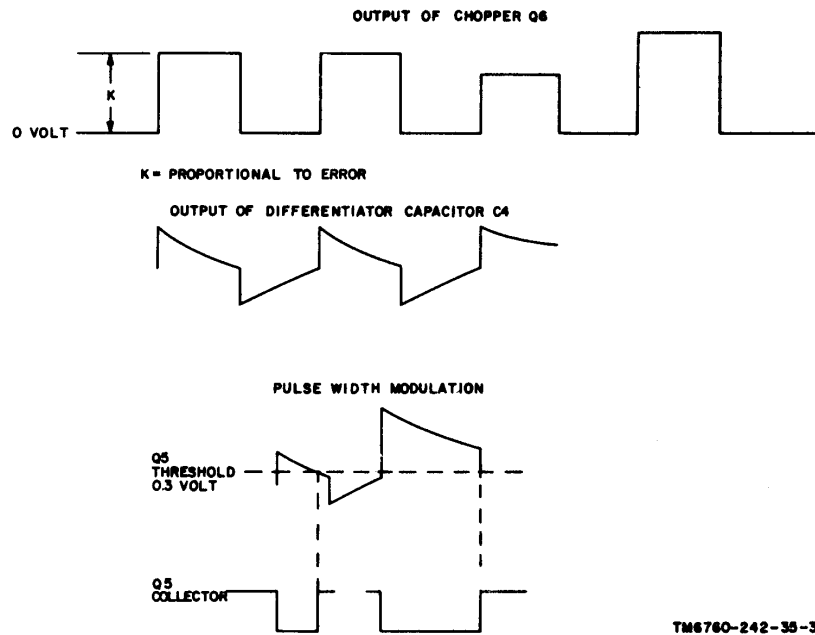 OUTPUT OF CHOPPER Q6
K
0 VOLT
K= PROPORTIONAL TO ERROR
OUTPUT OF DIFFERENTIATOR CAPACITOR C4
PULSE WIDTH MODULATION
Q5
THRESHOLD
0.3 VOLT
Q5
COLLECTOR
TM6760-242-35-3